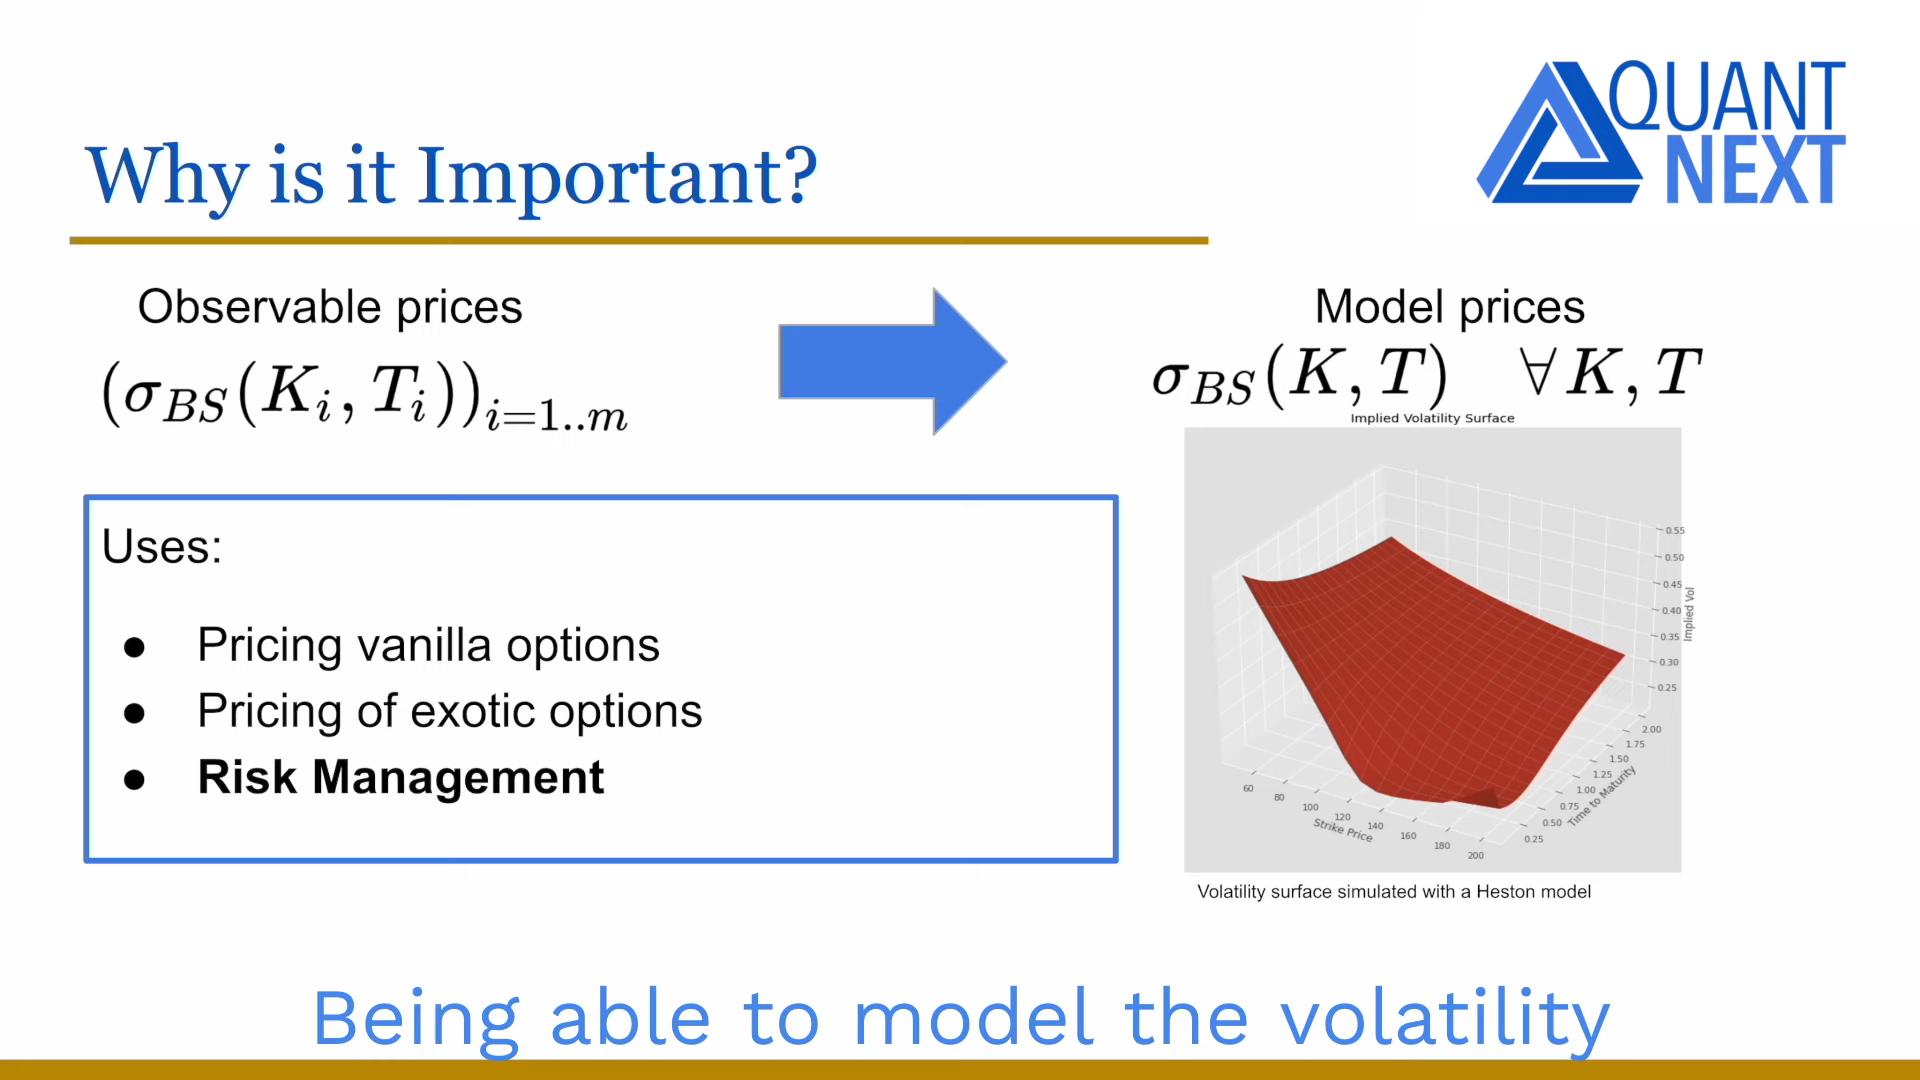 QUANT
NEXT
Why is it Important?
Observable prices
Model prices
(σ_BS(K_i, T_i))_{i=1..m}
σ_BS(K, T) ∀ K, T
Implied Volatility Surface
Uses:
● Pricing vanilla options
● Pricing of exotic options
● Risk Management
0.55
0.50
0.45
0.40
0.35
0.30
0.25
Implied Vol
2.00
1.75
1.50
1.25
1.00
0.75
0.50
0.25
Time to Maturity
60
80
100
120
140
160
180
200
Strike Price
Volatility surface simulated with a Heston model
Being able to model the volatility